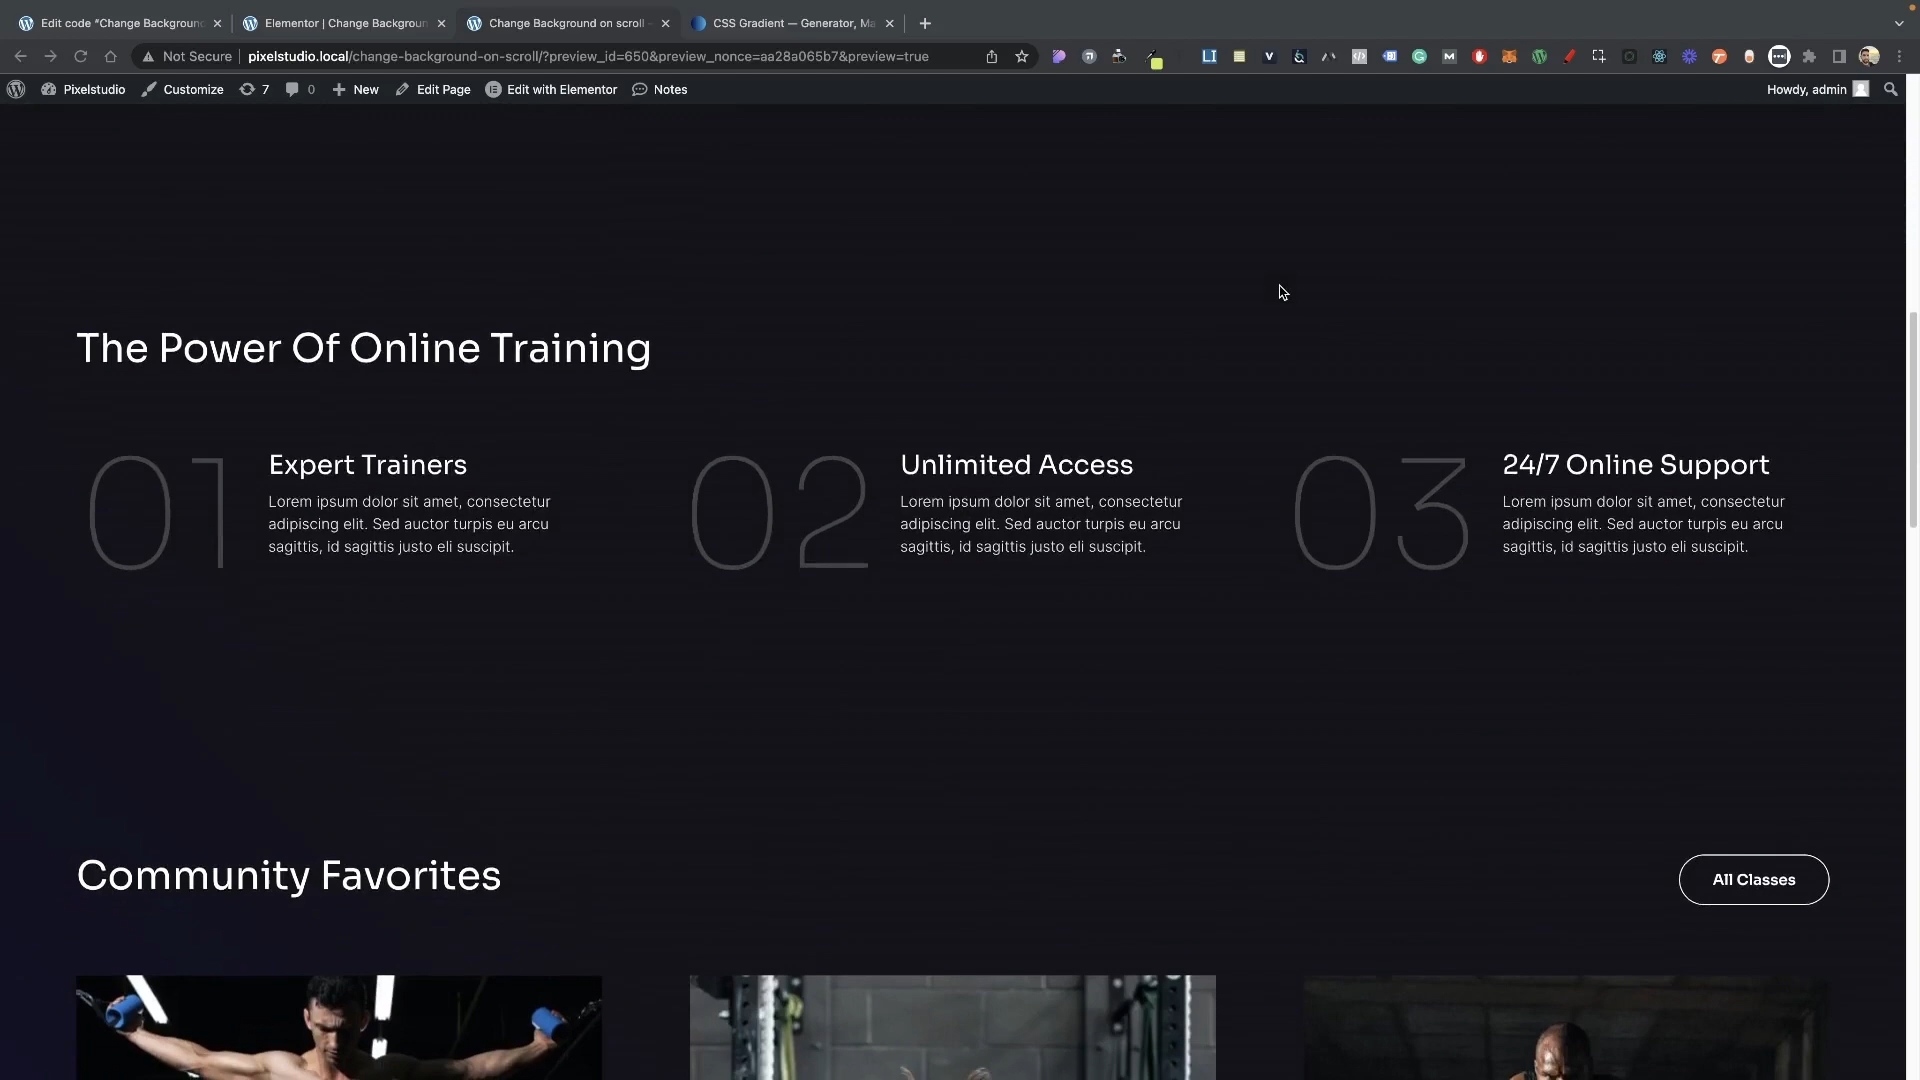 Edit code "Change Background
Elementor | Change Backgroun
Change Background on scroll –
CSS Gradient — Generator, Ma
Not Secure
pixelstudio.local/change-background-on-scroll/?preview_id=650&preview_nonce=aa28a065b7&preview=true
Pixelstudio
Customize
7
0
New
Edit Page
Edit with Elementor
Notes
Howdy, admin
The Power Of Online Training
01
Expert Trainers
Lorem ipsum dolor sit amet, consectetur
adipiscing elit. Sed auctor turpis eu arcu
sagittis, id sagittis justo eli suscipit.
02
Unlimited Access
Lorem ipsum dolor sit amet, consectetur
adipiscing elit. Sed auctor turpis eu arcu
sagittis, id sagittis justo eli suscipit.
03
24/7 Online Support
Lorem ipsum dolor sit amet, consectetur
adipiscing elit. Sed auctor turpis eu arcu
sagittis, id sagittis justo eli suscipit.
Community Favorites
All Classes